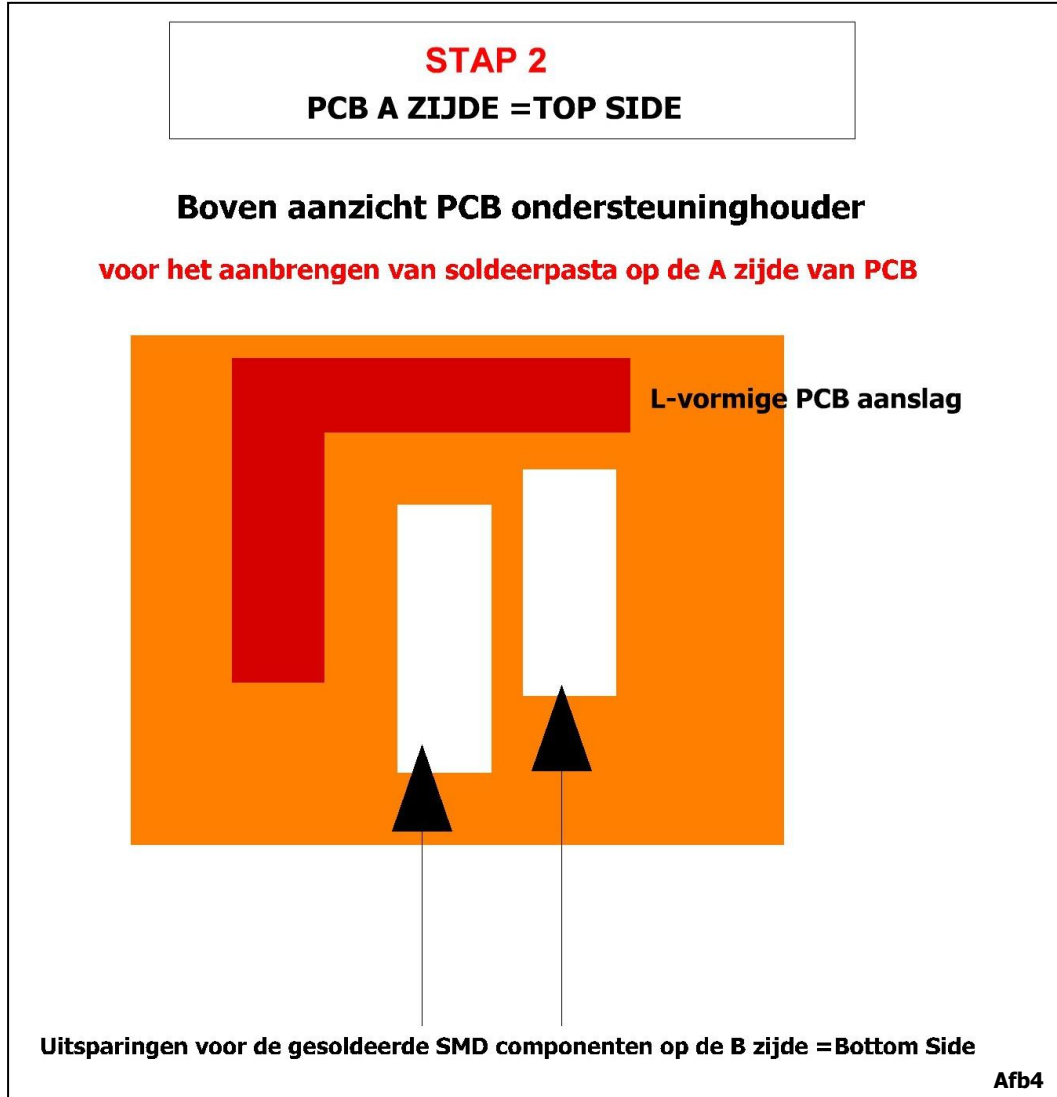 STAP 2
PCB A ZIJDE =TOP SIDE
Boven aanzicht PCB ondersteuninghouder
voor het aanbrengen van soldeerpasta op de A zijde van PCB
L-vormige PCB aanslag
Uitsparingen voor de gesoldeerde SMD componenten op de B zijde =Bottom Side
Afb4